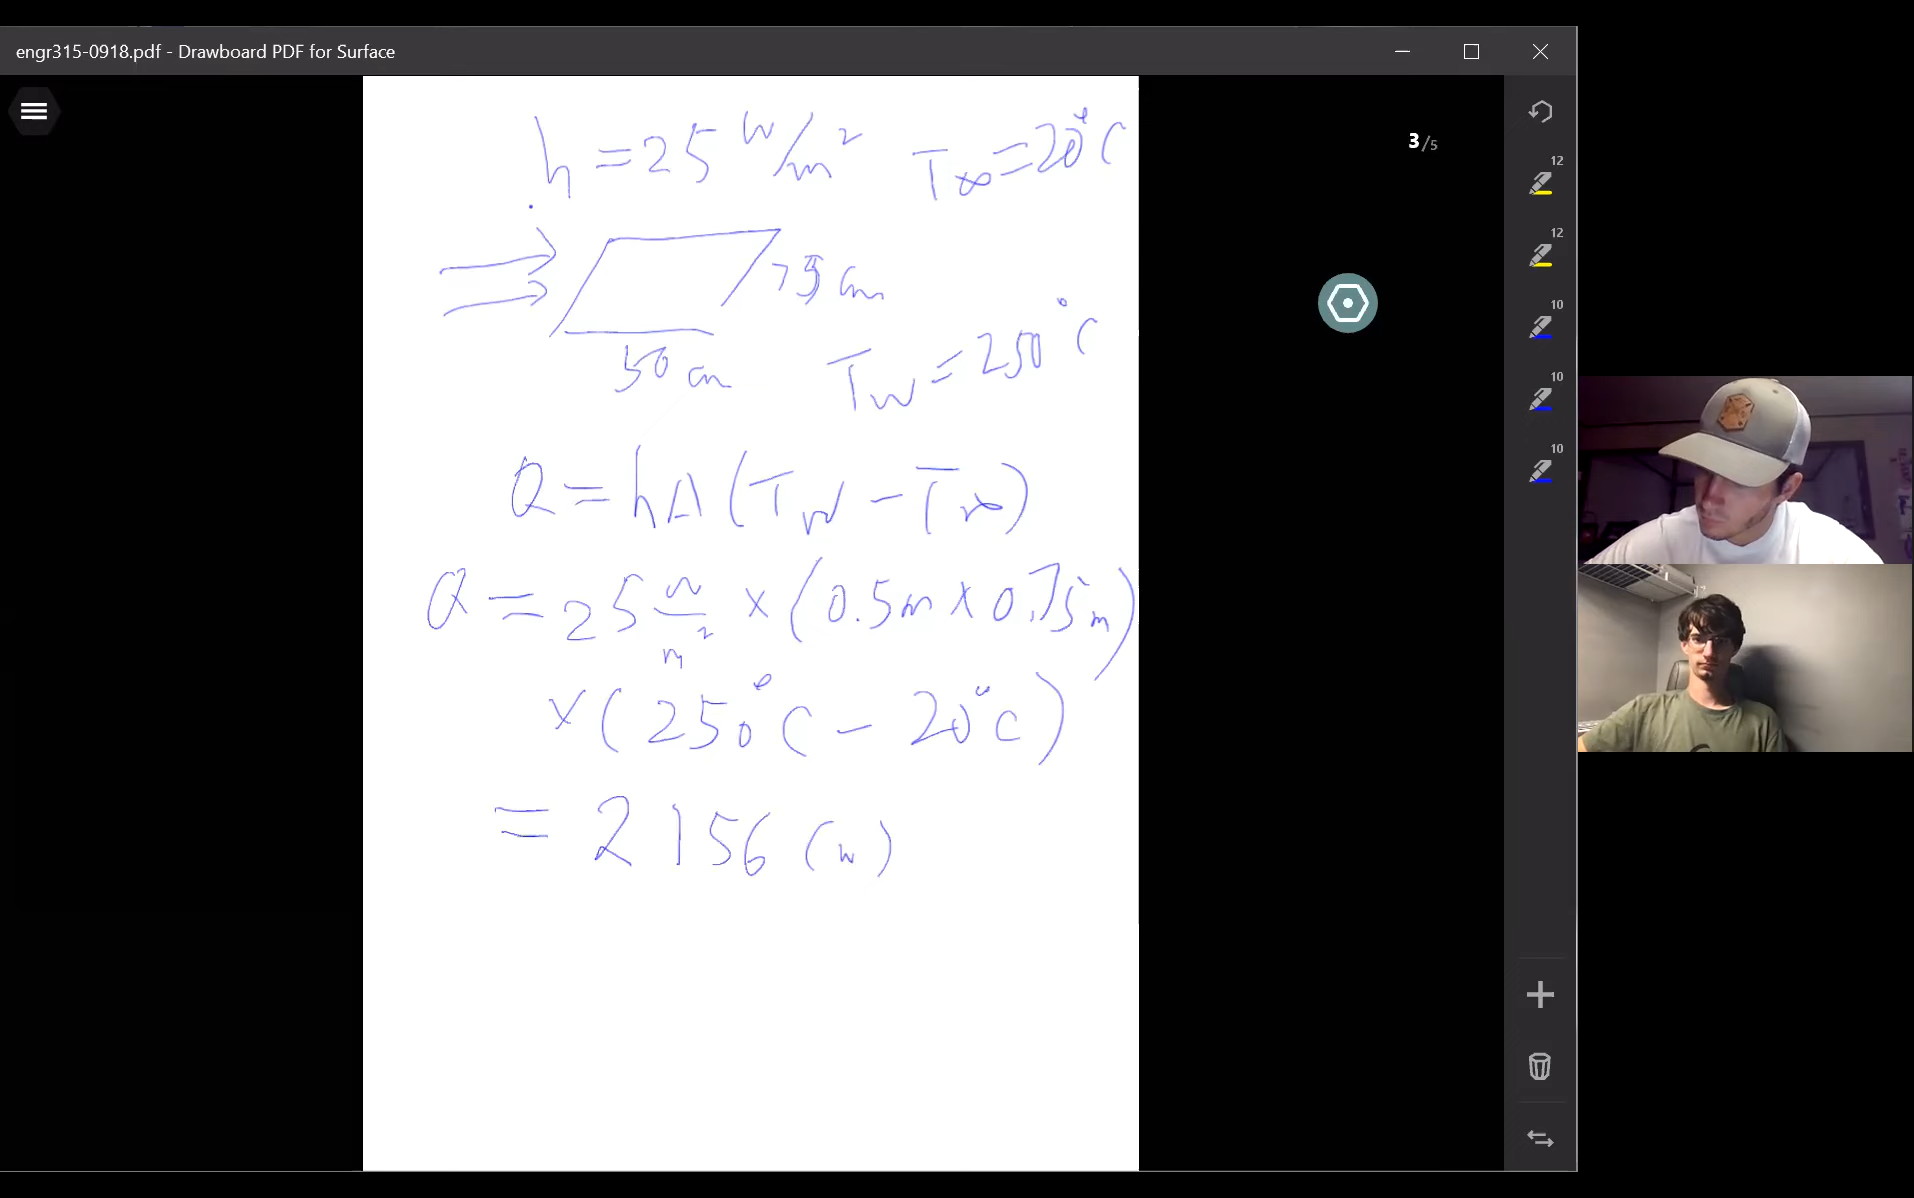 engr315-0918.pdf - Drawboard PDF for Surface
3/5
h = 25 W/m² T∞ = 20°C
75 cm
50 cm
Tw = 250°C
Q = hA (Tw - T∞)
Q = 25 w/m² × (0.5m × 0.75m)
× (250°C - 20°C)
= 2156 (w)
12
12
10
10
10